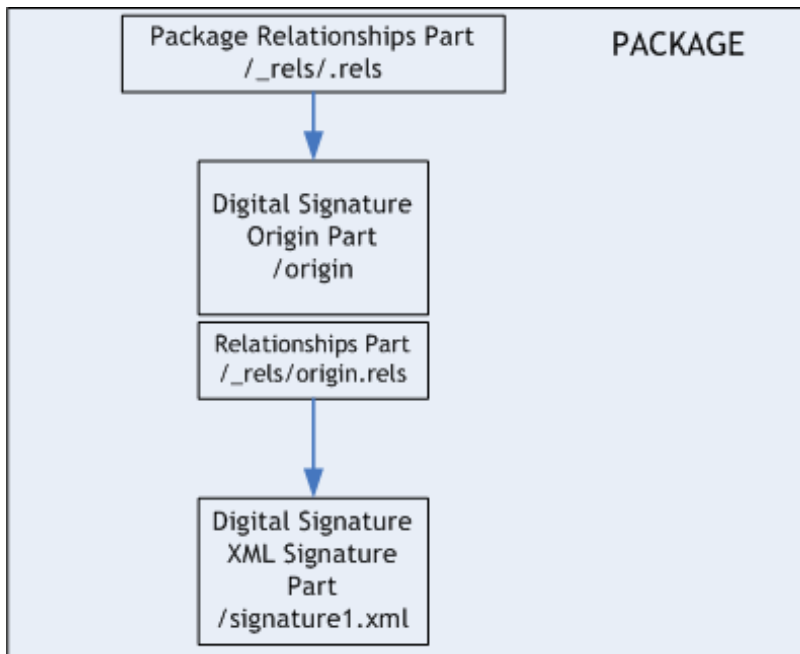 Package Relationships Part
/_rels/.rels
PACKAGE
Digital Signature
Origin Part
/origin
Relationships Part
/_rels/origin.rels
Digital Signature
XML Signature
Part
/signature1.xml